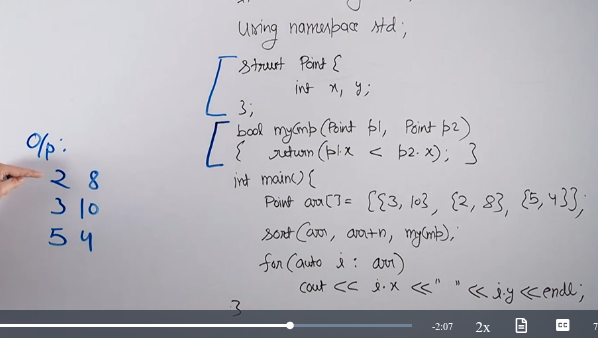 using namespace std;
struct Point {
int x, y;
};
bool myCmp(Point p1, Point p2)
{ return(p1.x < p2.x); }
int main(){
Point arr[] = {{3, 10}, {2, 8}, {5, 4}};
sort(arr, arr+n, myCmp);
for(auto i : arr)
cout << i.x << " " << i.y << endl;
}
O/p:
2 8
3 10
5 4
-2:07 2x CC 7